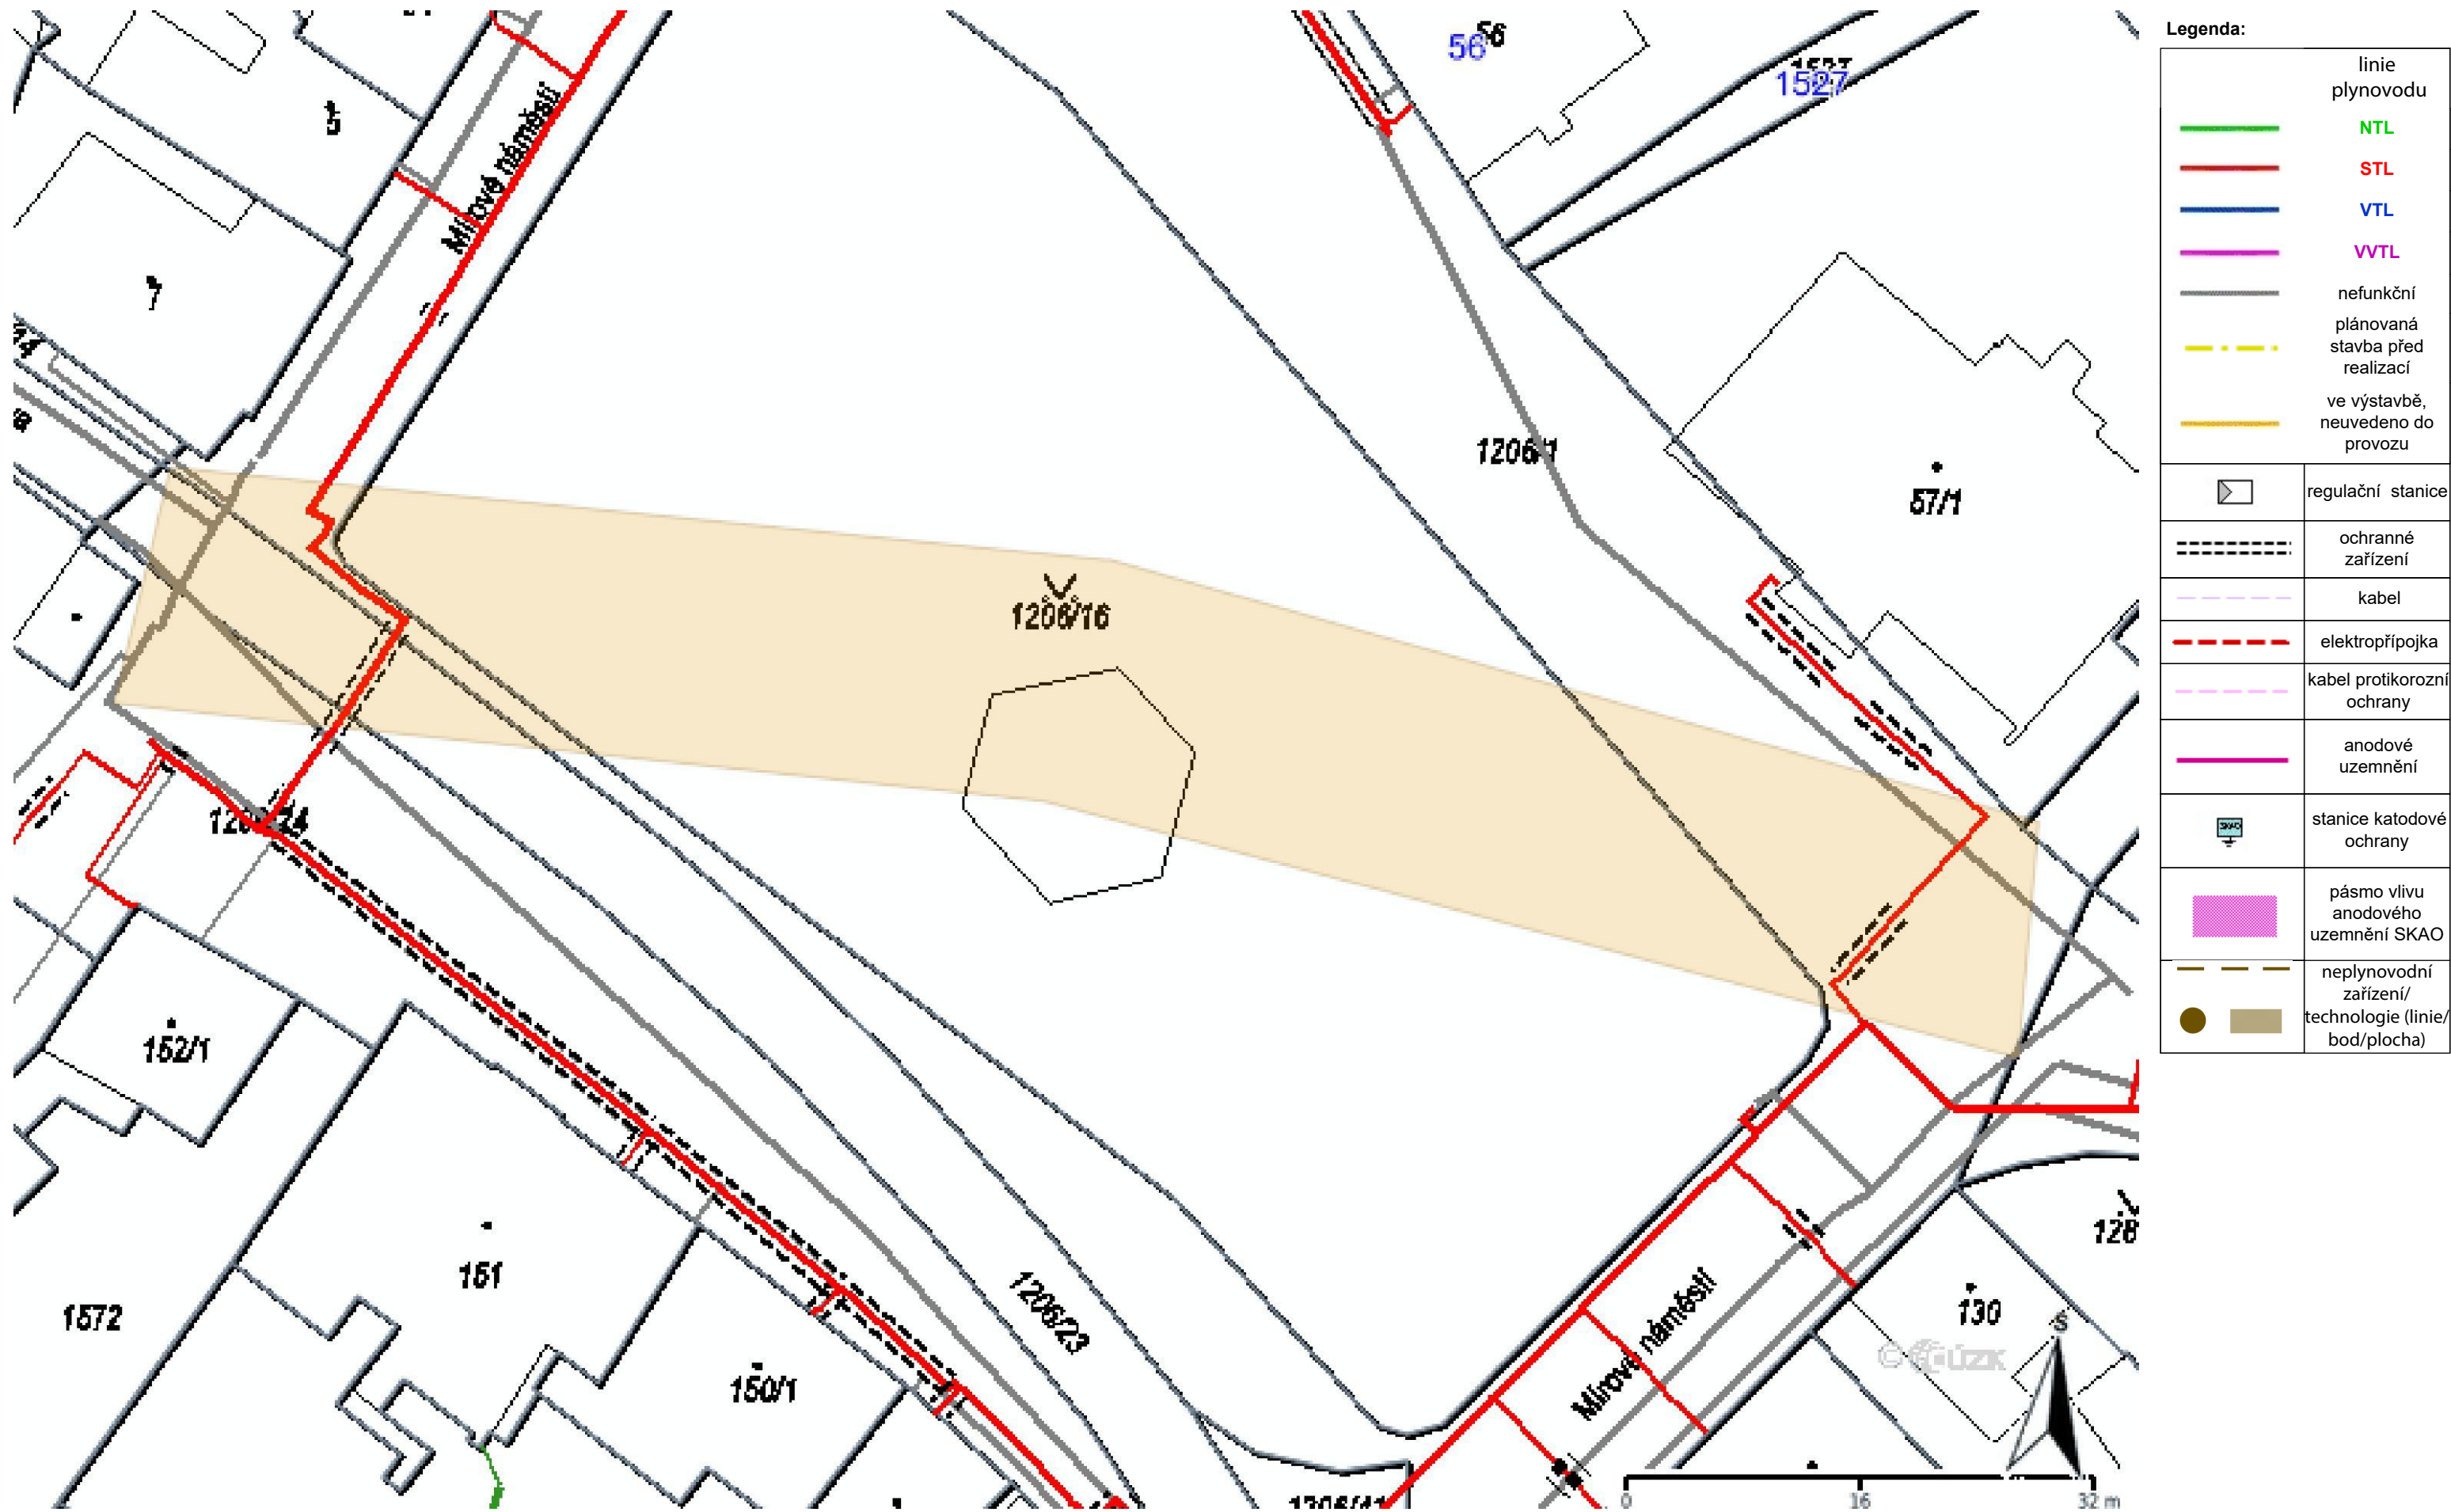 56
56
1527
1527
Legenda:
linie
plynovodu
NTL
STL
VTL
VVTL
nefunkční
plánovaná
stavba před
realizací
ve výstavbě,
neuvedeno do
provozu
regulační stanice
ochranné
zařízení
kabel
elektropřípojka
kabel protikorozní
ochrany
anodové
uzemnění
SKAO
stanice katodové
ochrany
pásmo vlivu
anodového
uzemnění SKAO
neplynovodní
zařízení/
technologie (linie/
bod/plocha)
Mírové náměstí
7
1206/1
57/1
1206/16
152/1
151
1572
150/1
1206/23
Mírové náměstí
130
© ČÚZK
S
0 16 32 m